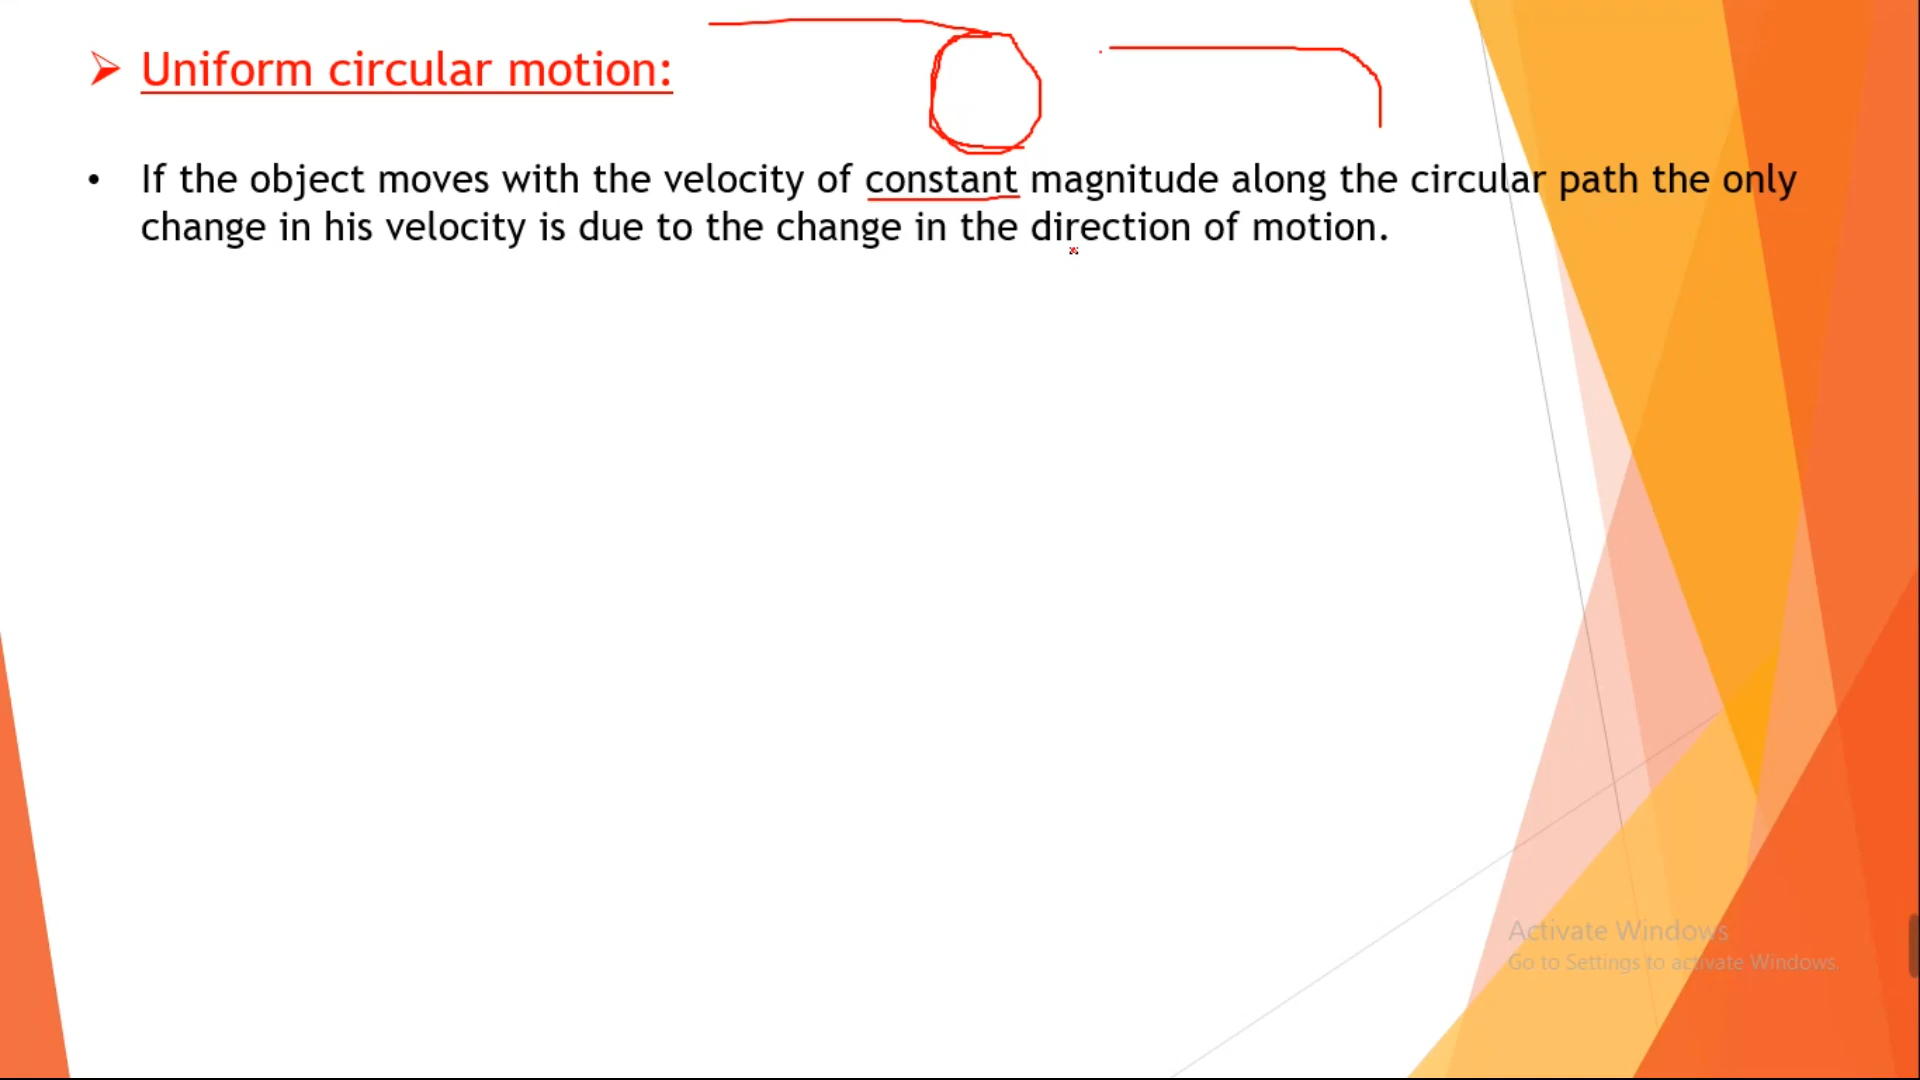 Uniform circular motion:
• If the object moves with the velocity of constant magnitude along the circular path the only
change in his velocity is due to the change in the direction of motion.
Activate Windows
Go to Settings to activate Windows.